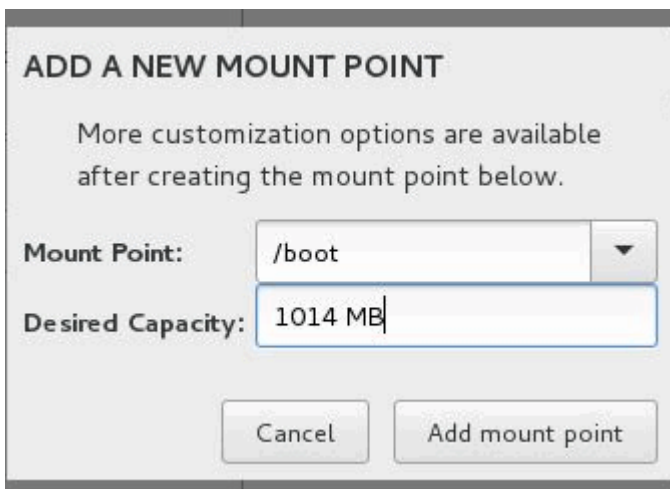 ADD A NEW MOUNT POINT
More customization options are available
after creating the mount point below.
Mount Point: /boot
Desired Capacity: 1014 MB
Cancel Add mount point